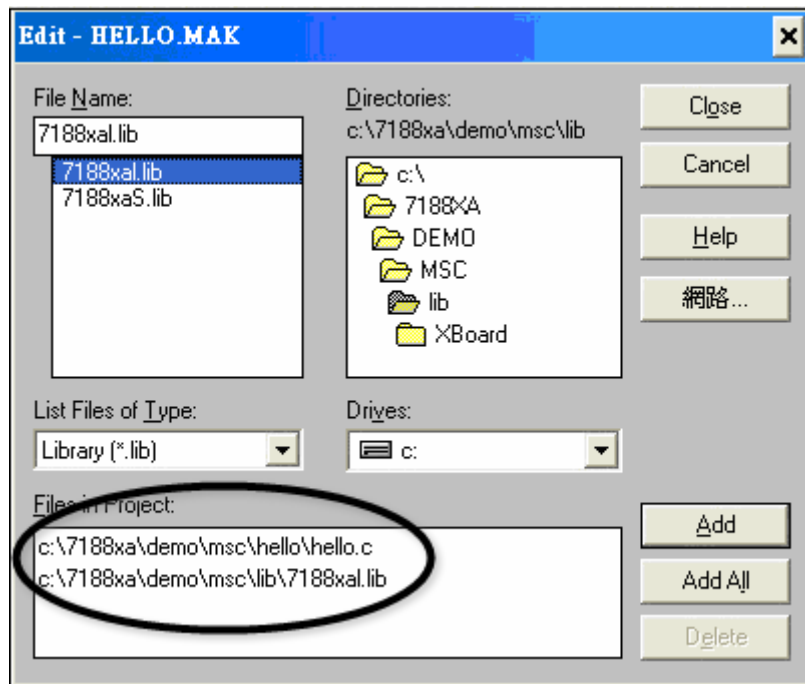 Edit - HELLO.MAK
File Name:
7188xal.lib
7188xal.lib
7188xaS.lib
Directories:
c:\7188xa\demo\msc\lib
c:\
7188XA
DEMO
MSC
lib
XBoard
Close
Cancel
Help
網路...
List Files of Type:
Library (*.lib)
Drives:
c:
Files in Project:
c:\7188xa\demo\msc\hello\hello.c
c:\7188xa\demo\msc\lib\7188xal.lib
Add
Add All
Delete